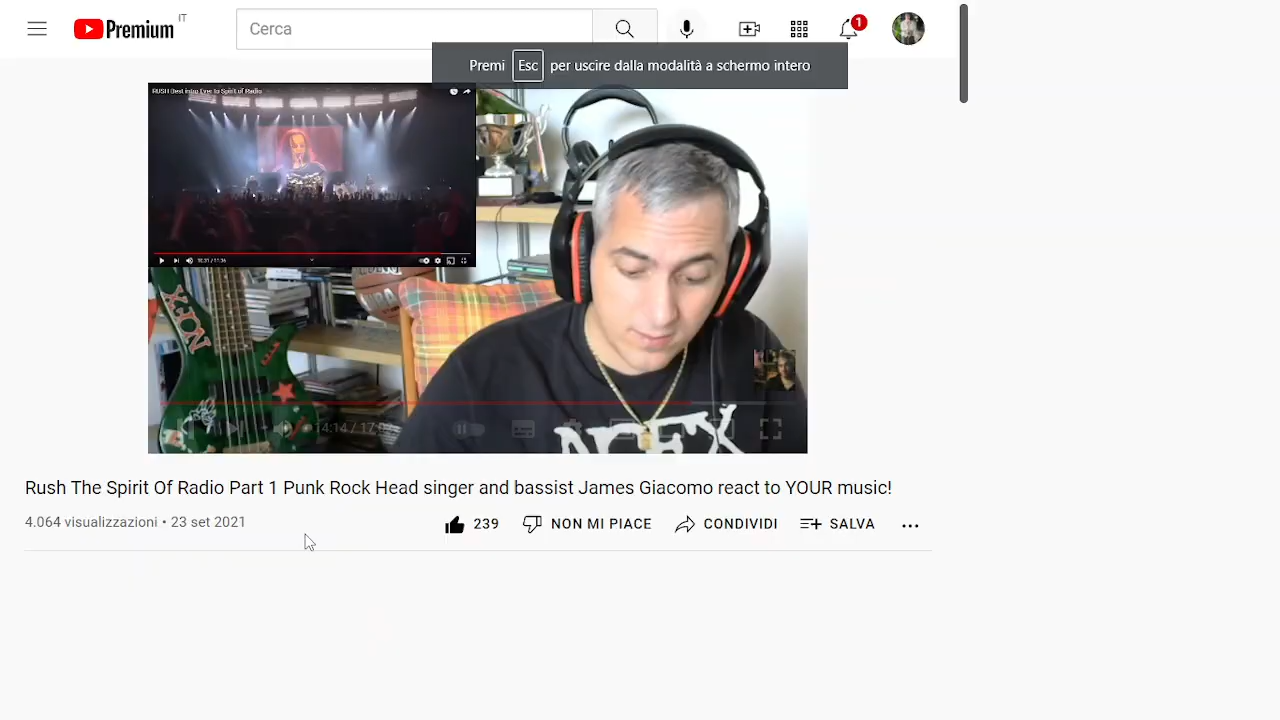 Premium IT
Cerca
1
Premi Esc per uscire dalla modalità a schermo intero
RUSH Best intro Ever to Spirit of Radio
NIX
NOFX
Rush The Spirit Of Radio Part 1 Punk Rock Head singer and bassist James Giacomo react to YOUR music!
4.064 visualizzazioni • 23 set 2021
239
NON MI PIACE
CONDIVIDI
SALVA